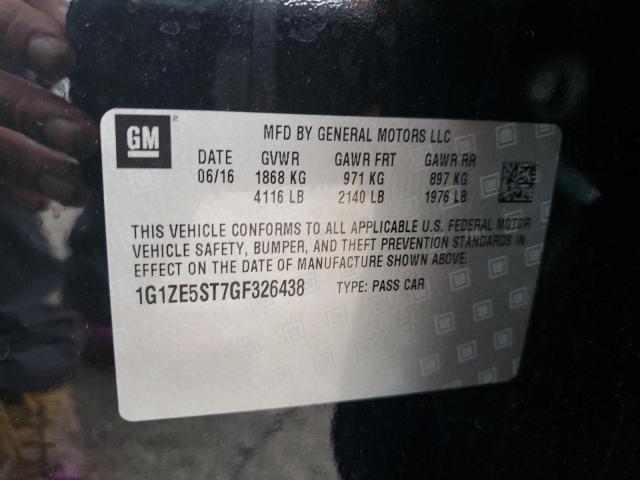 GM
MFD BY GENERAL MOTORS LLC
DATE GVWR GAWR FRT GAWR RR
06/16 1868 KG 971 KG 897 KG
4116 LB 2140 LB 1976 LB
THIS VEHICLE CONFORMS TO ALL APPLICABLE U.S. FEDERAL MOTOR
VEHICLE SAFETY, BUMPER, AND THEFT PREVENTION STANDARDS IN
EFFECT ON THE DATE OF MANUFACTURE SHOWN ABOVE.
1G1ZE5ST7GF326438 TYPE: PASS CAR